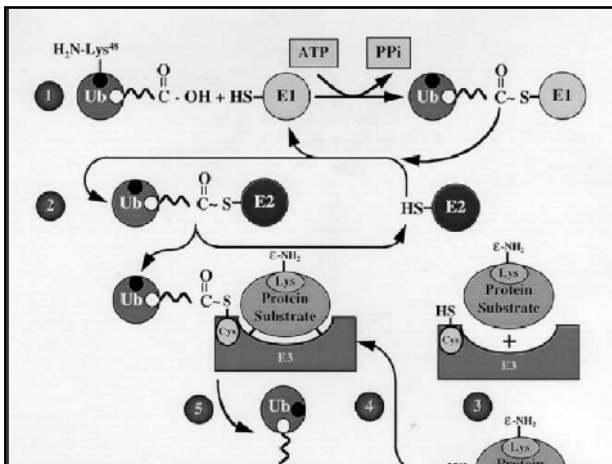 H₂N-Lys⁴⁸
ATP
PPi
O
O
1
Ub
C - OH + HS
E1
Ub
C ~ S
E1
2
O
Ub
C ~ S
E2
HS
E2
O
ε-NH₂
ε-NH₂
Ub
C ~ S
Lys
Protein
Substrate
Lys
Protein
Substrate
HS
Cys
Cys
+
E3
E3
5
Ub
4
3
ε-NH₂
Lys